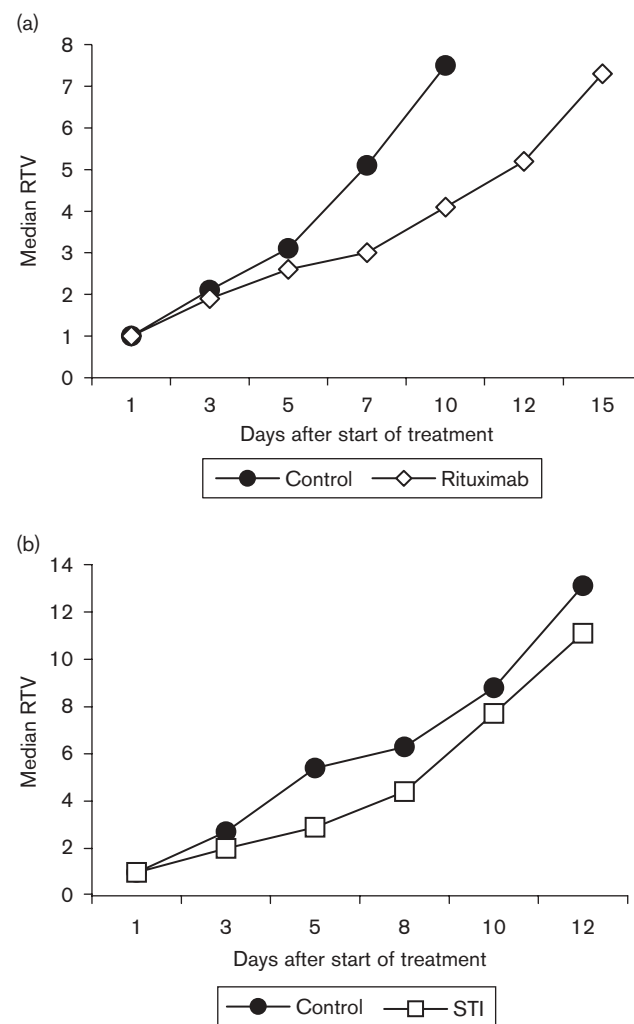 (a)
8
7
6
5
4
3
2
1
0
Median RTV
1 3 5 7 10 12 15
Days after start of treatment
Control Rituximab
(b)
14
12
10
8
6
4
2
0
Median RTV
1 3 5 8 10 12
Days after start of treatment
Control STI